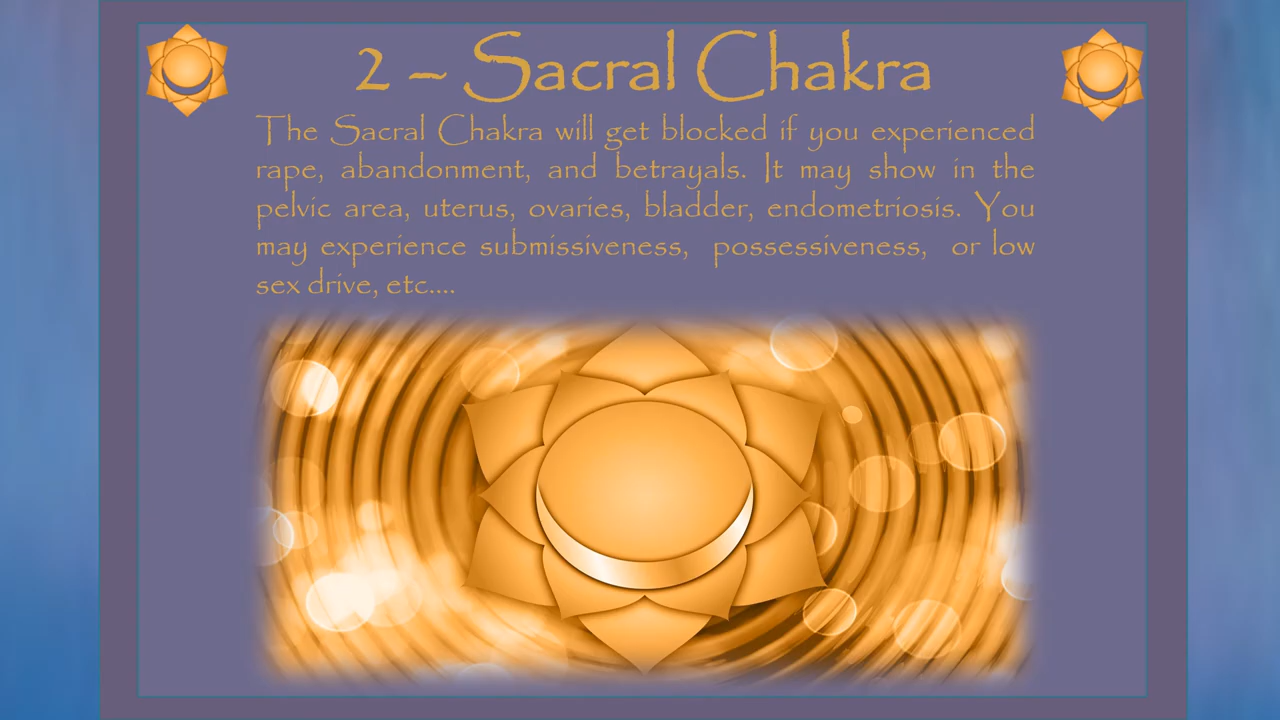 2 – Sacral Chakra
The Sacral Chakra will get blocked if you experienced
rape, abandonment, and betrayals. It may show in the
pelvic area, uterus, ovaries, bladder, endometriosis. You
may experience submissiveness, possessiveness, or low
sex drive, etc....